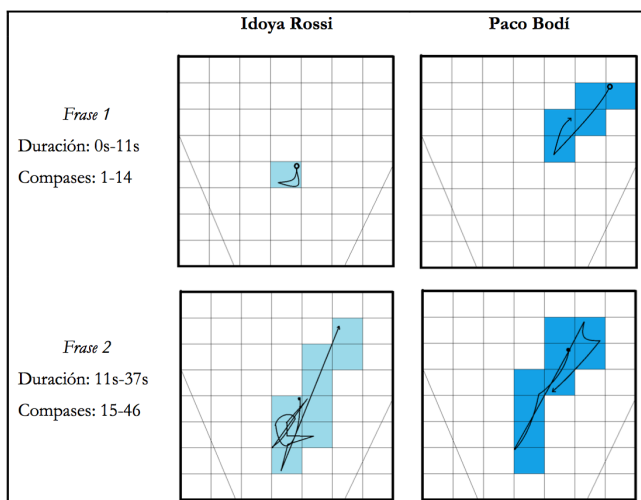 Idoya Rossi
Paco Bodí
Frase 1
Duración: 0s-11s
Compases: 1-14
Frase 2
Duración: 11s-37s
Compases: 15-46